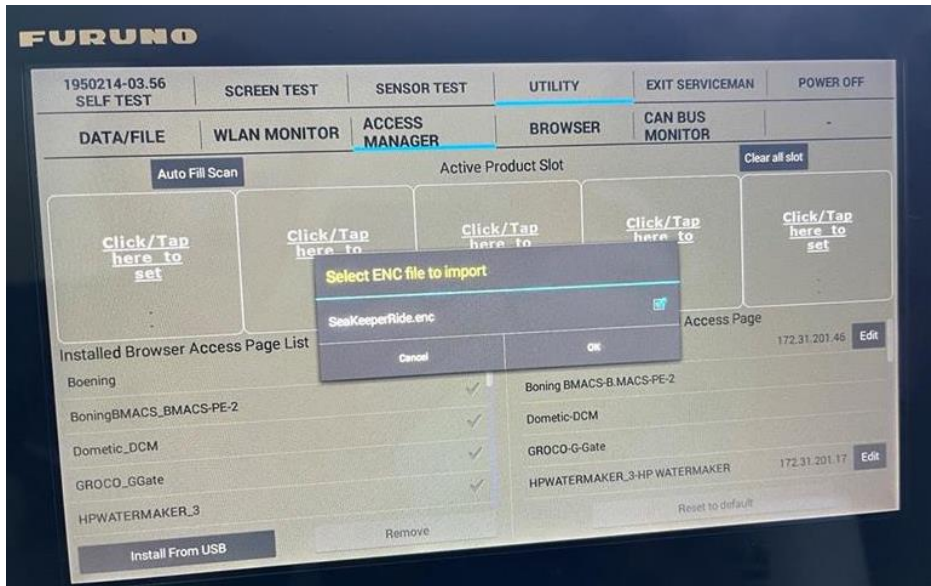 FURUNO
1950214-03.56
SELF TEST
SCREEN TEST
SENSOR TEST
UTILITY
EXIT SERVICEMAN
POWER OFF
DATA/FILE
WLAN MONITOR
ACCESS
MANAGER
BROWSER
CAN BUS
MONITOR
-
Auto Fill Scan
Active Product Slot
Clear all slot
Click/Tap
here to
set
Click/Tap
here to
Click/Tap
here to
Click/Tap
here to
Click/Tap
here to
set
Select ENC file to import
SeaKeeperRide.enc
Cancel
OK
Installed Browser Access Page List
Boening
BoningBMACS_BMACS-PE-2
Dometic_DCM
GROCO_GGate
HPWATERMAKER_3
Install From USB
Remove
Access Page
172.31.201.46
Edit
Boning BMACS-B.MACS-PE-2
Dometic-DCM
GROCO-G-Gate
HPWATERMAKER_3-HP WATERMAKER
172.31.201.17
Edit
Reset to default